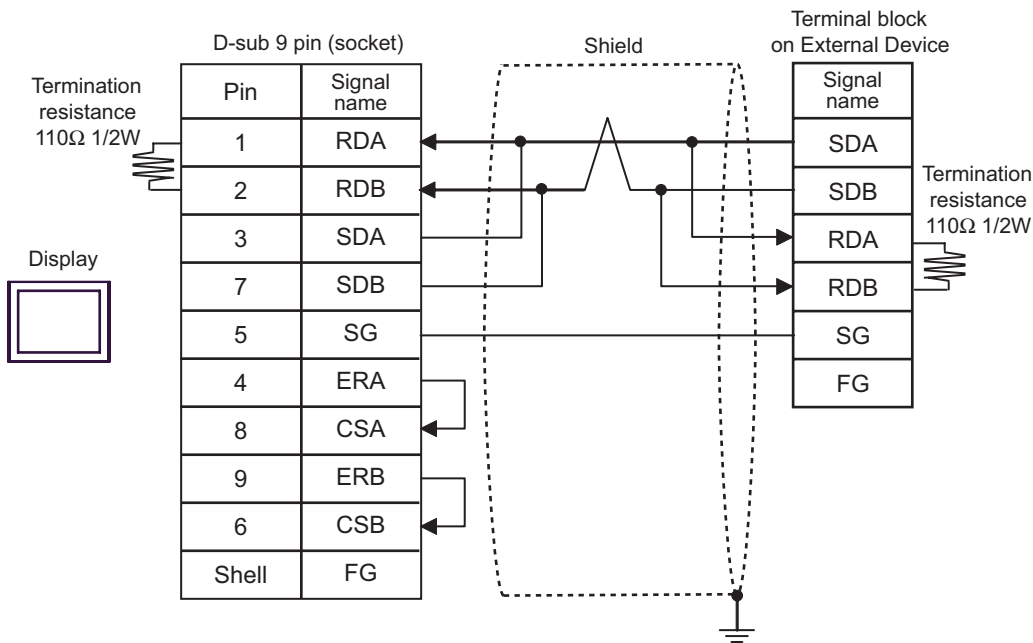 D-sub 9 pin (socket)
Shield
Terminal block
on External Device
Termination
resistance
110Ω 1/2W
Pin
Signal
name
1
RDA
2
RDB
3
SDA
7
SDB
5
SG
4
ERA
8
CSA
9
ERB
6
CSB
Shell
FG
Display
Signal
name
SDA
SDB
RDA
RDB
SG
FG
Termination
resistance
110Ω 1/2W